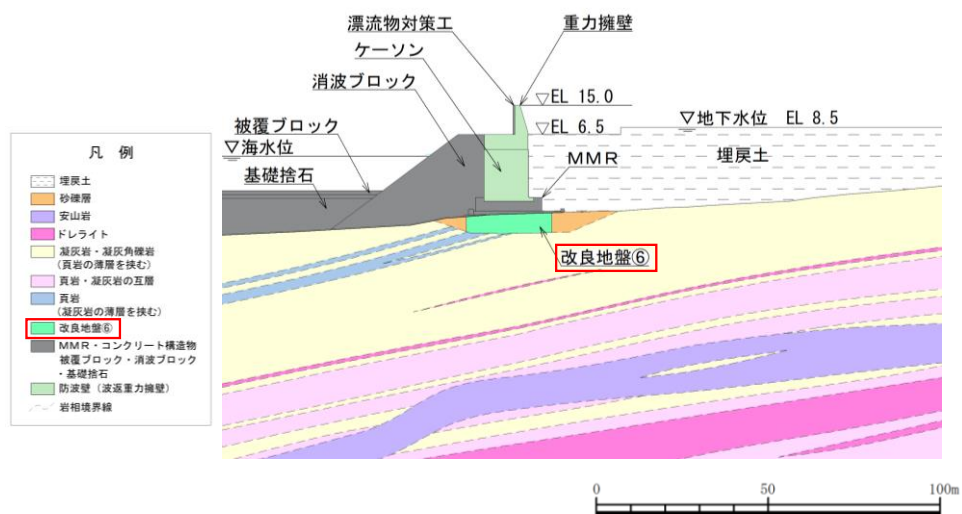 漂流物対策工
重力擁壁
ケーソン
消波ブロック
▽EL 15.0
被覆ブロック
▽EL 6.5
▽地下水位 EL 8.5
▽海水位
MMR
埋戻土
基礎捨石
改良地盤⑥
凡 例
埋戻土
砂礫層
安山岩
ドレライト
凝灰岩・凝灰角礫岩
(頁岩の薄層を挟む)
頁岩・凝灰岩の互層
頁岩
(凝灰岩の薄層を挟む)
改良地盤⑥
MMR・コンクリート構造物
被覆ブロック・消波ブロック
・基礎捨石
防波壁(波返重力擁壁)
岩相境界線
0 50 100m